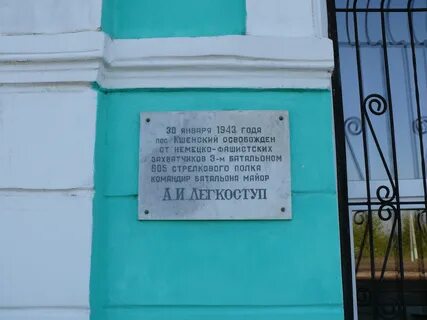 30 ЯНВАРЯ 1943 ГОДА
ПОС КШЕНСКИЙ ОСВОБОЖДЕН
ОТ НЕМЕЦКО-ФАШИСТСКИХ
ЗАХВАТЧИКОВ 3-М БАТАЛЬОНОМ
605 СТРЕЛКОВОГО ПОЛКА
КОМАНДИР БАТАЛЬОНА МАЙОР
А.И.ЛЕГКОСТУП